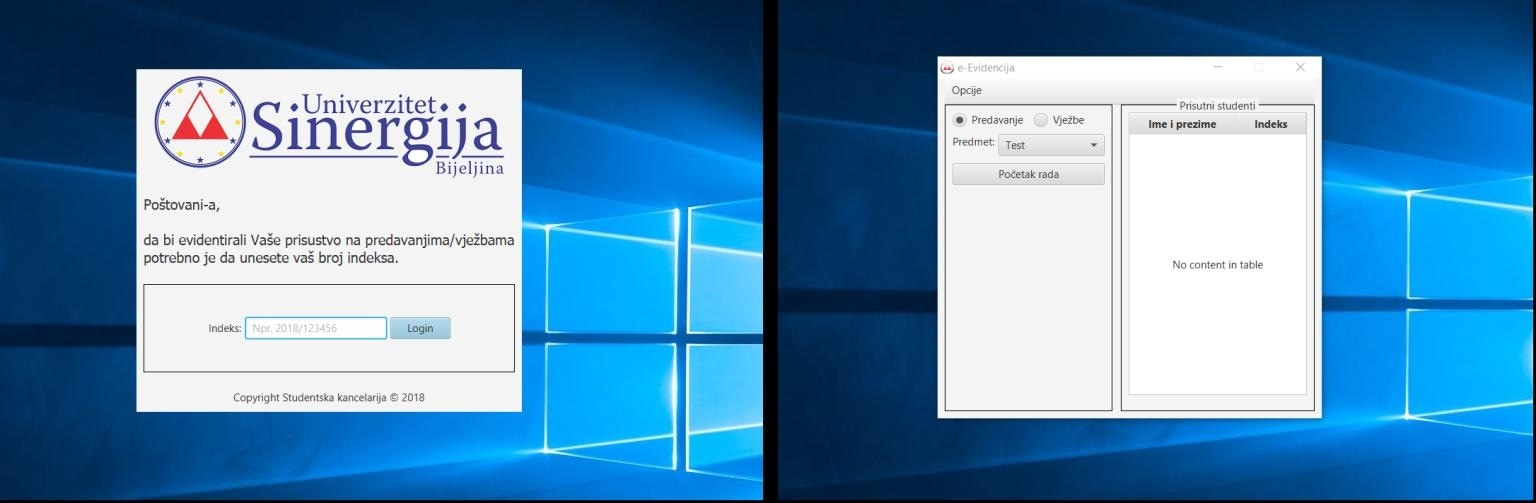 Univerzitet
Sinergija
Bijeljina
Poštovani-a,
da bi evidentirali Vaše prisustvo na predavanjima/vježbama
potrebno je da unesete vaš broj indeksa.
Indeks: Npr. 2018/123456 Login
Copyright Studentska kancelarija © 2018
e-Evidencija
Opcije
Predavanje Vježbe
Predmet: Test
Početak rada
Prisutni studenti
Ime i prezime Indeks
No content in table